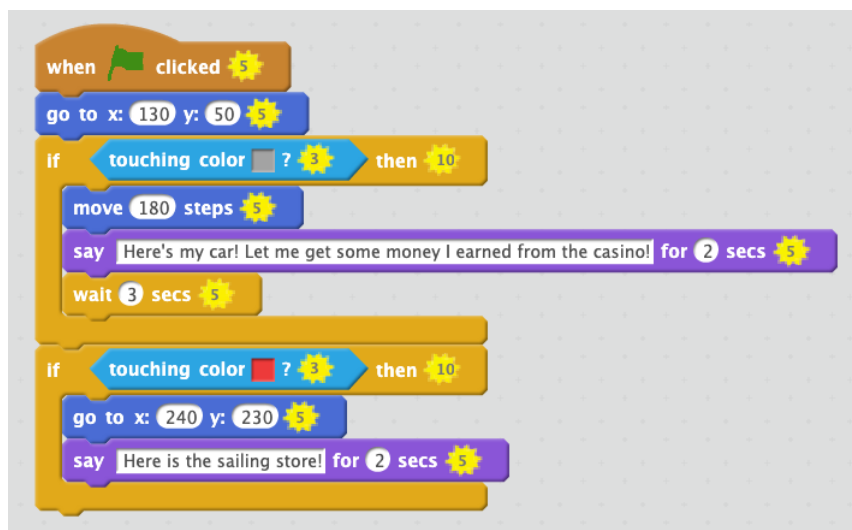 when clicked 5
go to x: 130 y: 50 5
if touching color ? 3 then 10
move 180 steps 5
say Here's my car! Let me get some money I earned from the casino! for 2 secs 5
wait 3 secs 5
if touching color ? 3 then 10
go to x: 240 y: 230 5
say Here is the sailing store! for 2 secs 5